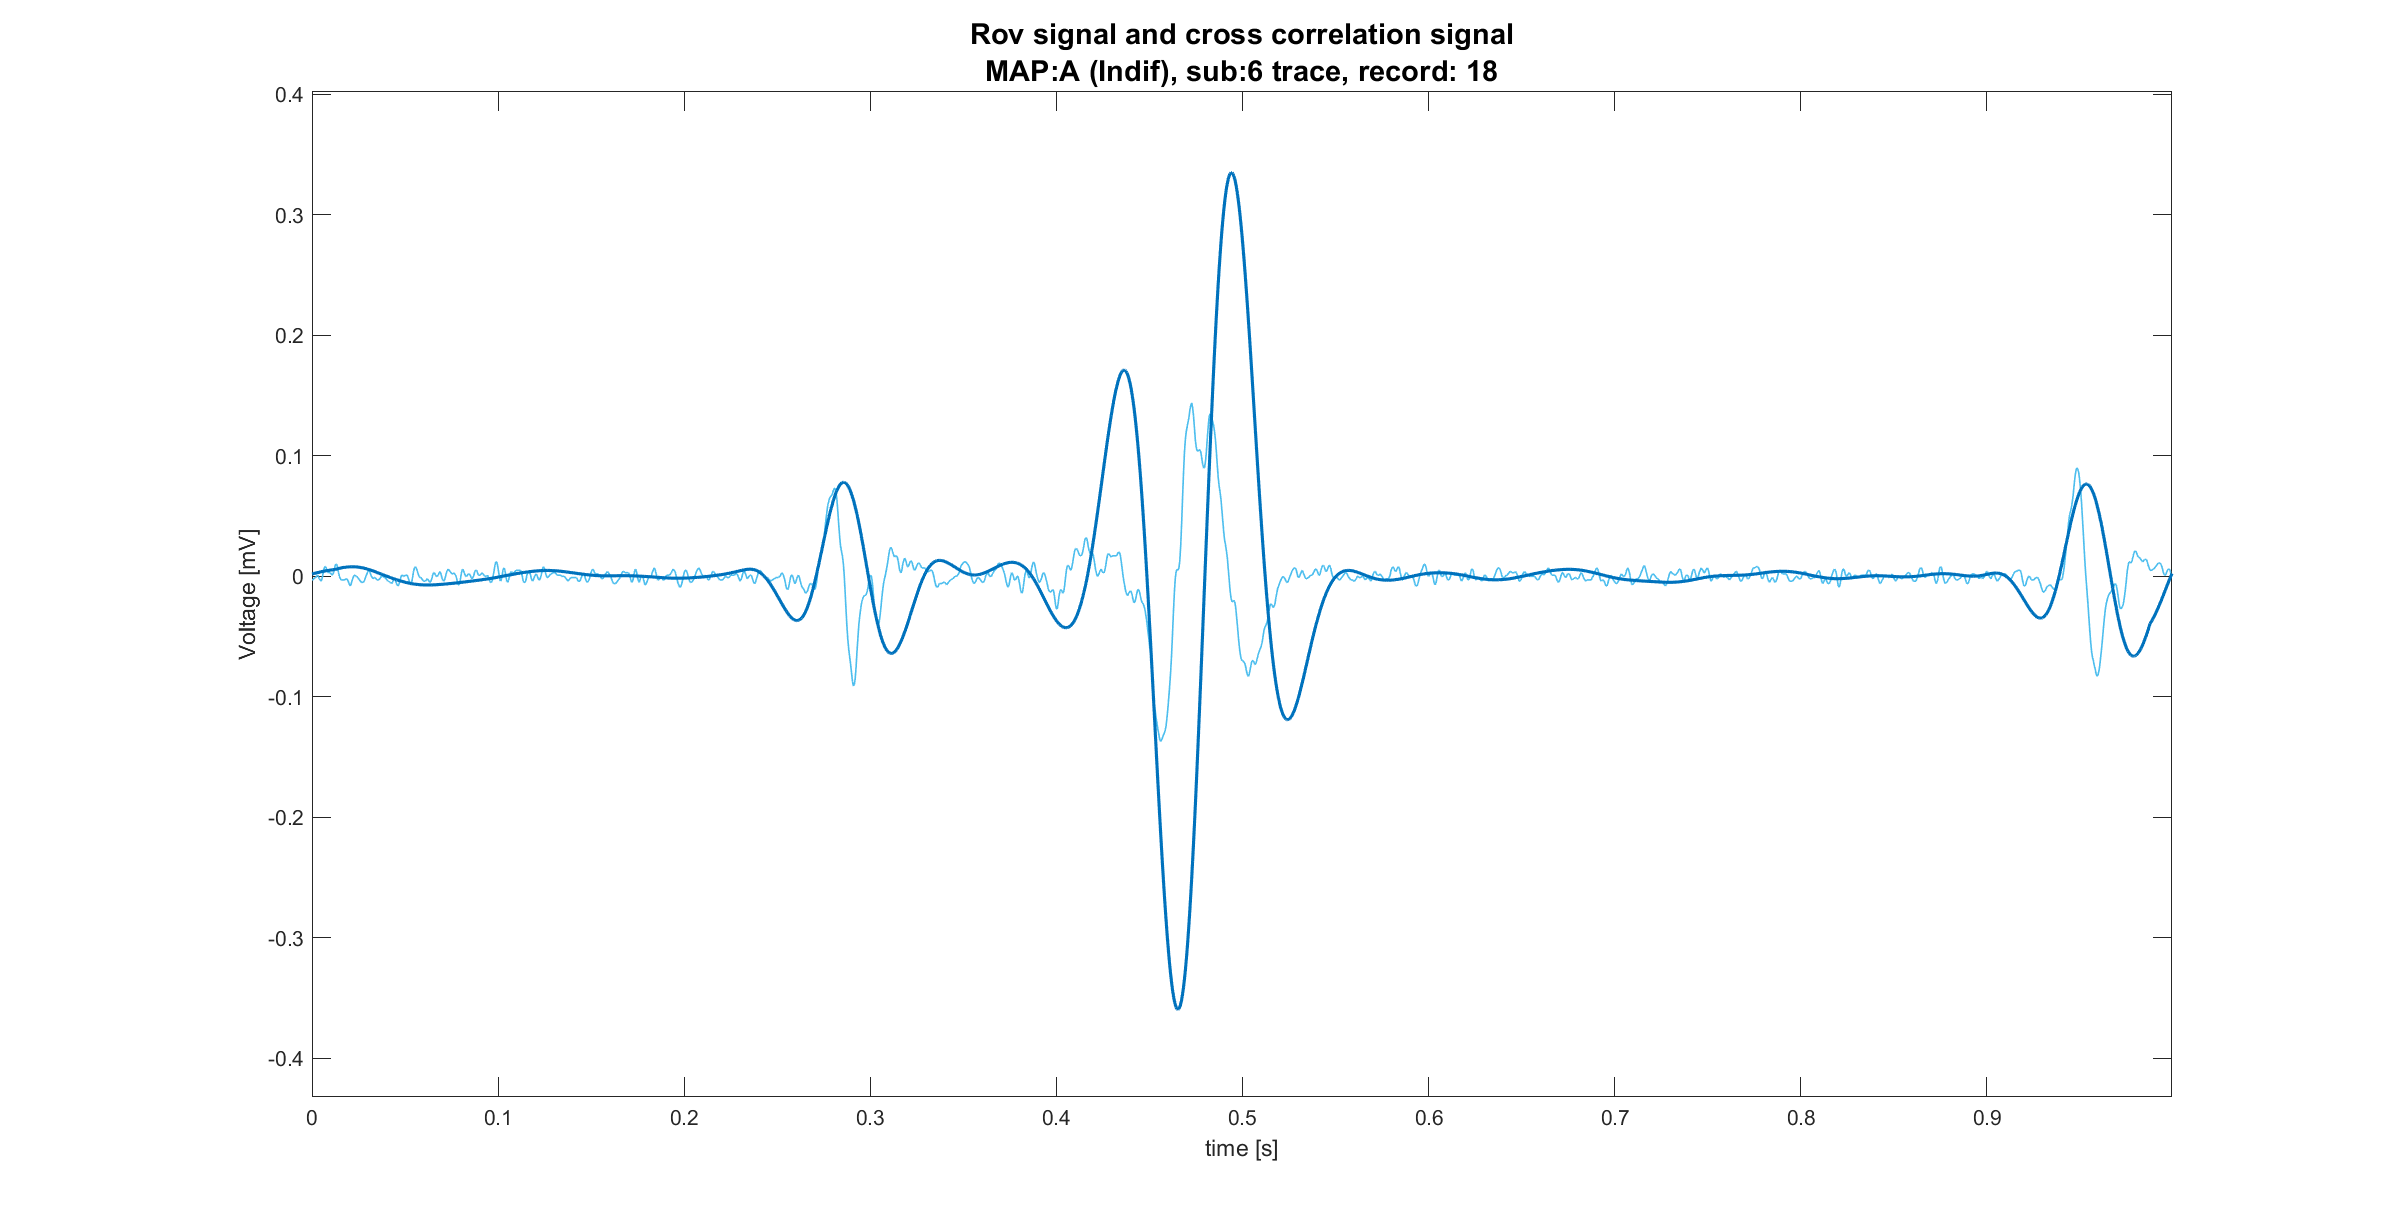 Rov signal and cross correlation signal
MAP:A (Indif), sub:6 trace, record: 18
0.4
0.3
0.2
0.1
0
-0.1
-0.2
-0.3
-0.4
Voltage [mV]
0 0.1 0.2 0.3 0.4 0.5 0.6 0.7 0.8 0.9
time [s]